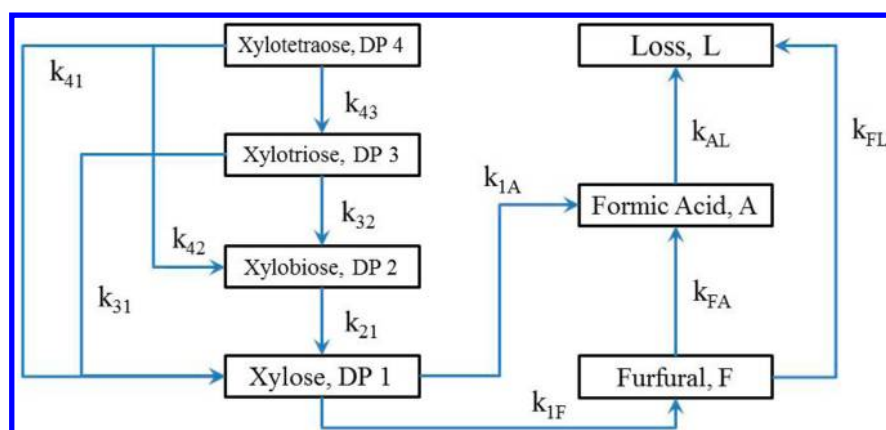 Xylotetraose, DP 4
Loss, L
k41
k43
kAL
kFL
Xylotriose, DP 3
k1A
Formic Acid, A
k32
k42
Xylobiose, DP 2
k31
kFA
k21
Xylose, DP 1
Furfural, F
k1F